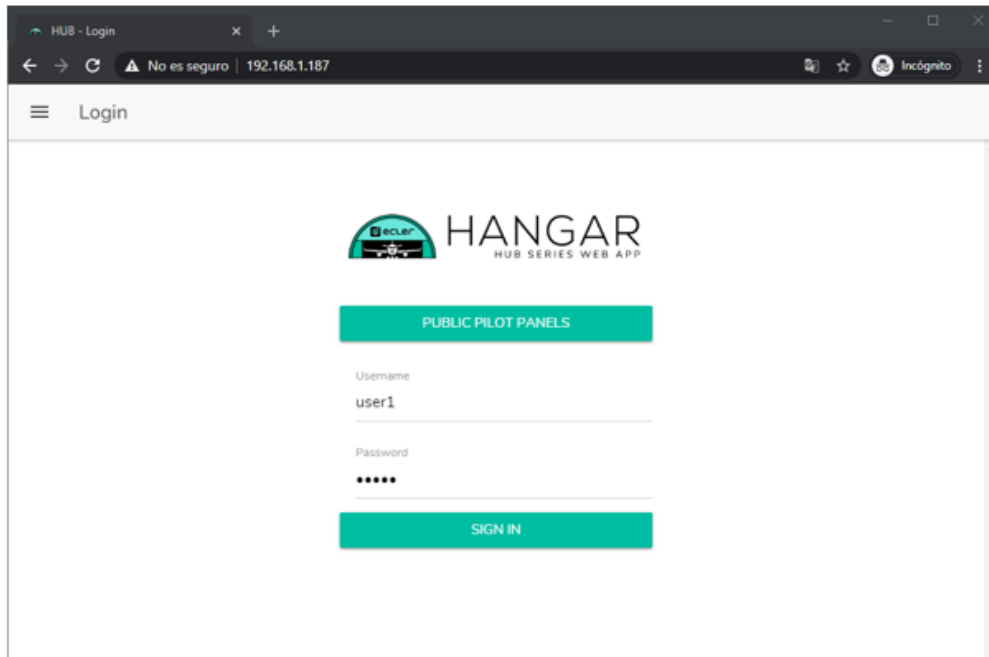 HUB - Login
No es seguro | 192.168.1.187
Incógnito
Login
ecler
HANGAR
HUB SERIES WEB APP
PUBLIC PILOT PANELS
Username
user1
Password
•••••
SIGN IN